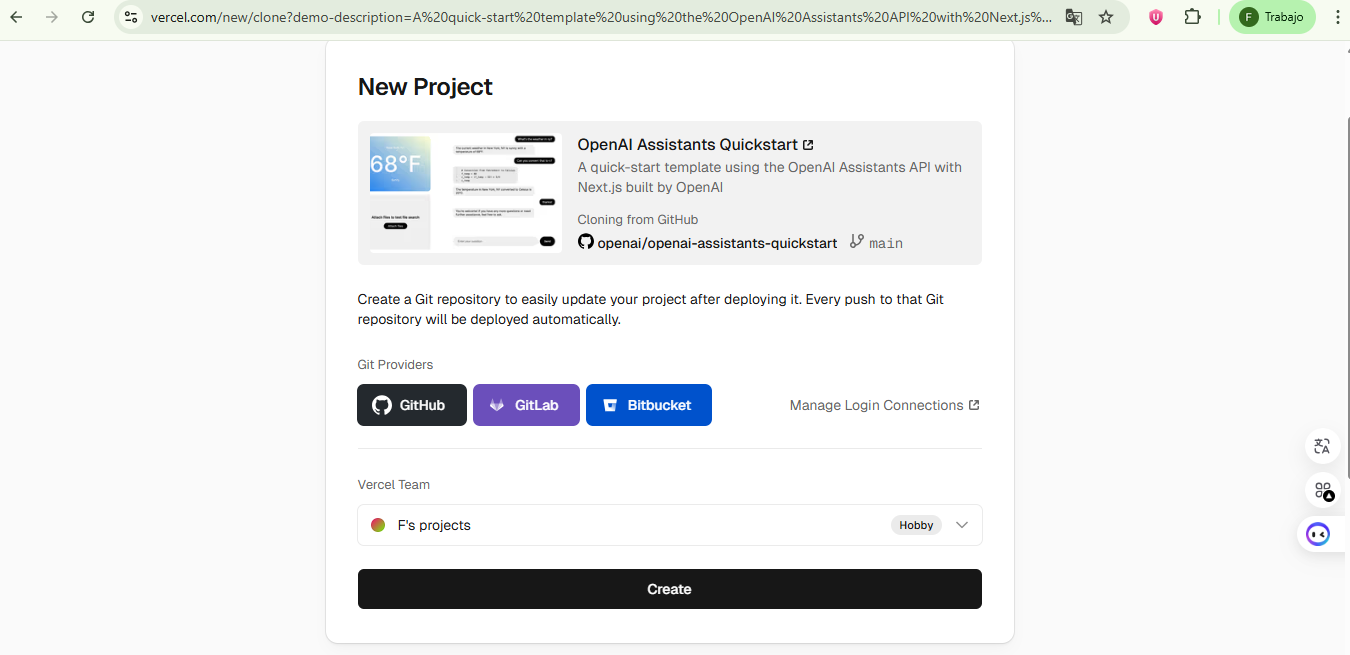 vercel.com/new/clone?demo-description=A%20quick-start%20template%20using%20the%20OpenAI%20Assistants%20API%20with%20Next.js%...
F
Trabajo
New Project
68°F
OpenAI Assistants Quickstart
A quick-start template using the OpenAI Assistants API with
Next.js built by OpenAI
Cloning from GitHub
openai/openai-assistants-quickstart main
Create a Git repository to easily update your project after deploying it. Every push to that Git
repository will be deployed automatically.
Git Providers
GitHub
GitLab
Bitbucket
Manage Login Connections
Vercel Team
F's projects
Hobby
Create